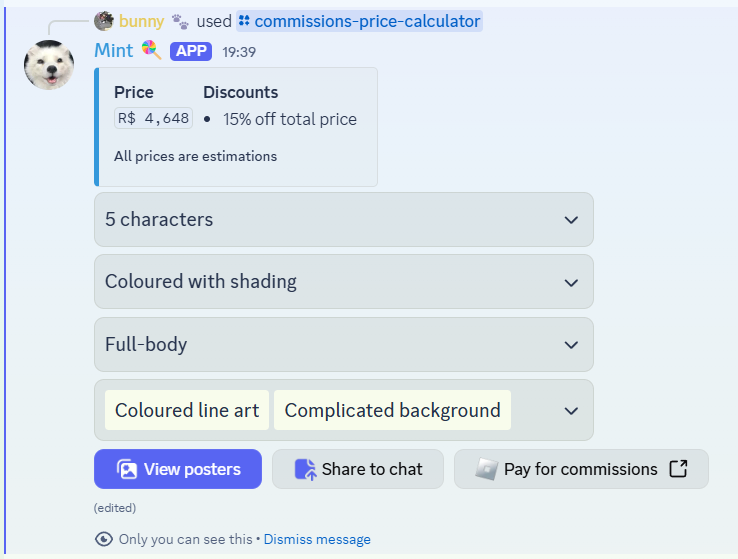 bunny 🐾 used commissions-price-calculator
Mint 🍭 APP 19:39
Price Discounts
R$ 4,648 • 15% off total price
All prices are estimations
5 characters
Coloured with shading
Full-body
Coloured line art Complicated background
View posters Share to chat Pay for commissions
(edited)
Only you can see this • Dismiss message